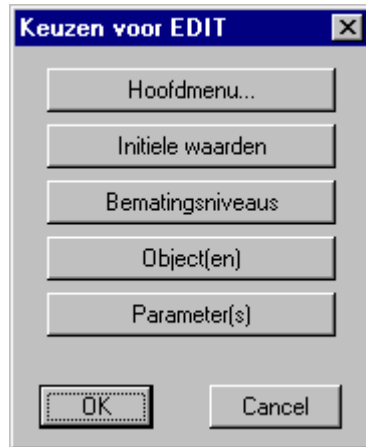 Keuzen voor EDIT
Hoofdmenu...
Initiele waarden
Bematingsniveaus
Object(en)
Parameter(s)
OK Cancel